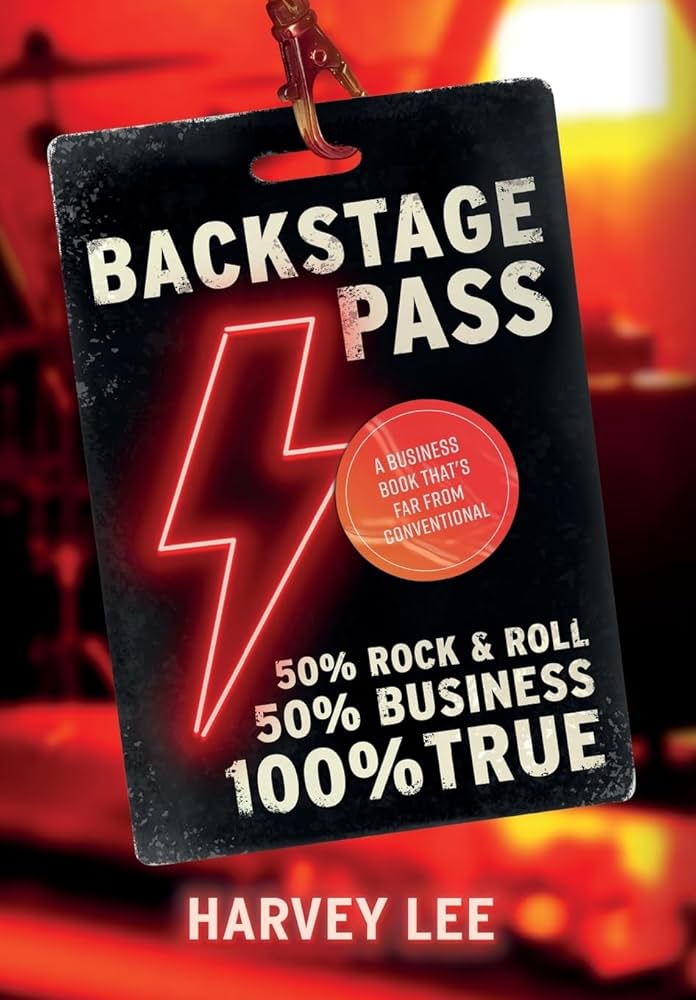 BACKSTAGE
PASS
A BUSINESS
BOOK THAT'S
FAR FROM
CONVENTIONAL
50% ROCK & ROLL
50% BUSINESS
100% TRUE
HARVEY LEE